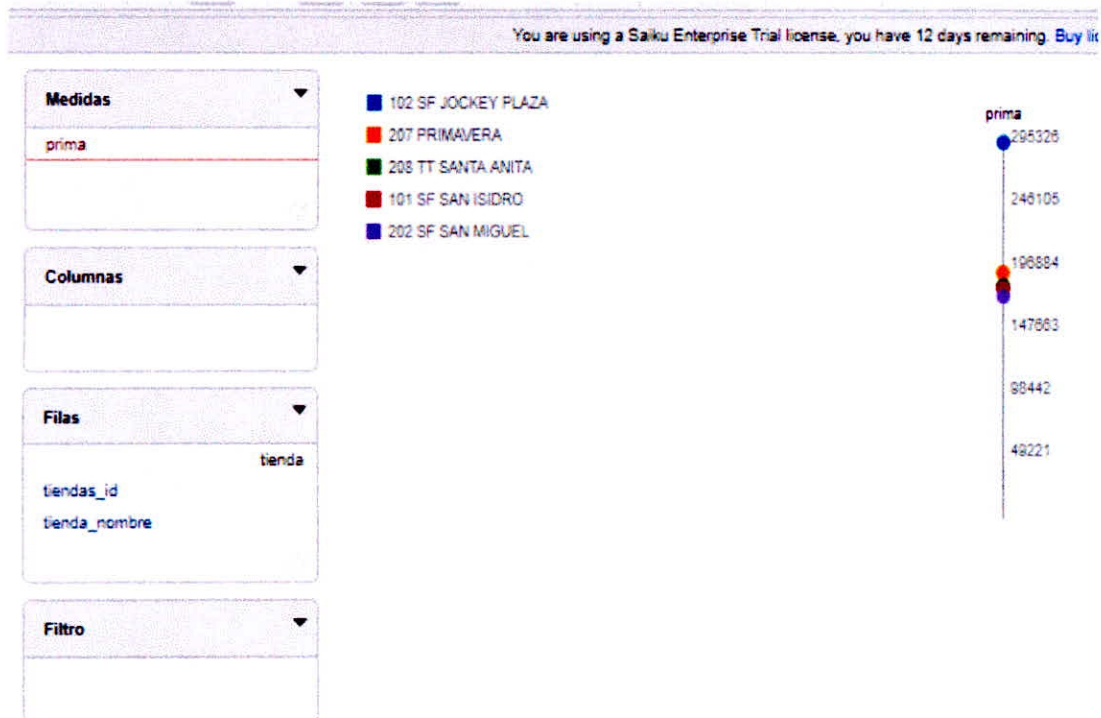 You are using a Saiku Enterprise Trial license, you have 12 days remaining. Buy lic
Medidas
prima
Columnas
Filas
tienda
tiendas_id
tienda_nombre
Filtro
102 SF JOCKEY PLAZA
207 PRIMAVERA
208 TT SANTA ANITA
101 SF SAN ISIDRO
202 SF SAN MIGUEL
prima
295326
246105
196884
147663
98442
49221